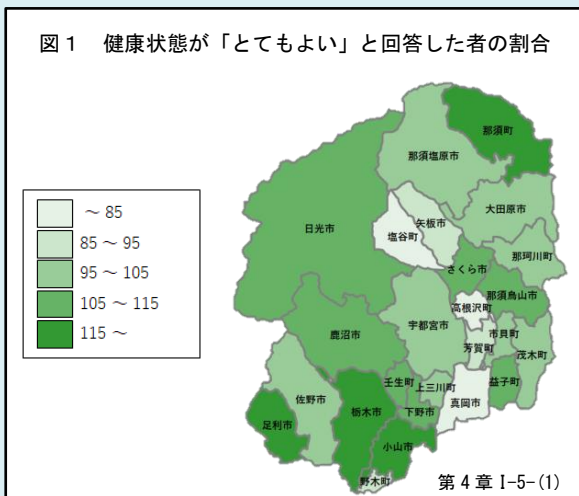 図1 健康状態が「とてもよい」と回答した者の割合
~ 85
85 ~ 95
95 ~ 105
105 ~ 115
115 ~
那須町
那須塩原市
大田原市
日光市
矢板市
塩谷町
那珂川町
さくら市
那須烏山市
高根沢町
宇都宮市
市貝町
芳賀町
茂木町
鹿沼市
壬生町
上三川町
益子町
真岡市
下野市
佐野市
栃木市
足利市
小山市
野木町
第4章 I-5-(1)